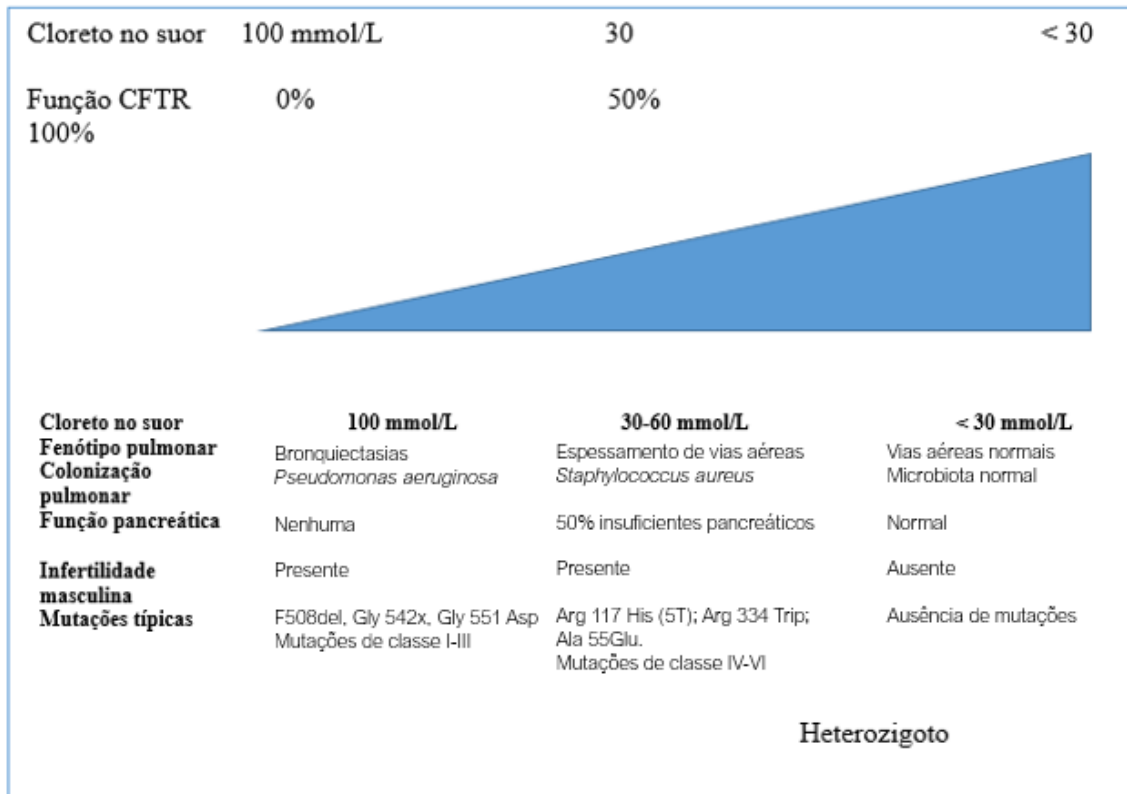 Cloreto no suor 100 mmol/L 30 < 30
Função CFTR 0% 50%
100%
Cloreto no suor 100 mmol/L 30-60 mmol/L < 30 mmol/L
Fenótipo pulmonar Bronquiectasias Espessamento de vias aéreas Vias aéreas normais
Colonização Pseudomonas aeruginosa Staphylococcus aureus Microbiota normal
pulmonar
Função pancreática Nenhuma 50% insuficientes pancreáticos Normal
Infertilidade Presente Presente Ausente
masculina
Mutações típicas F508del, Gly 542x, Gly 551 Asp Arg 117 His (5T); Arg 334 Trip; Ausência de mutações
Mutações de classe I-III Ala 55Glu.
Mutações de classe IV-VI
Heterozigoto